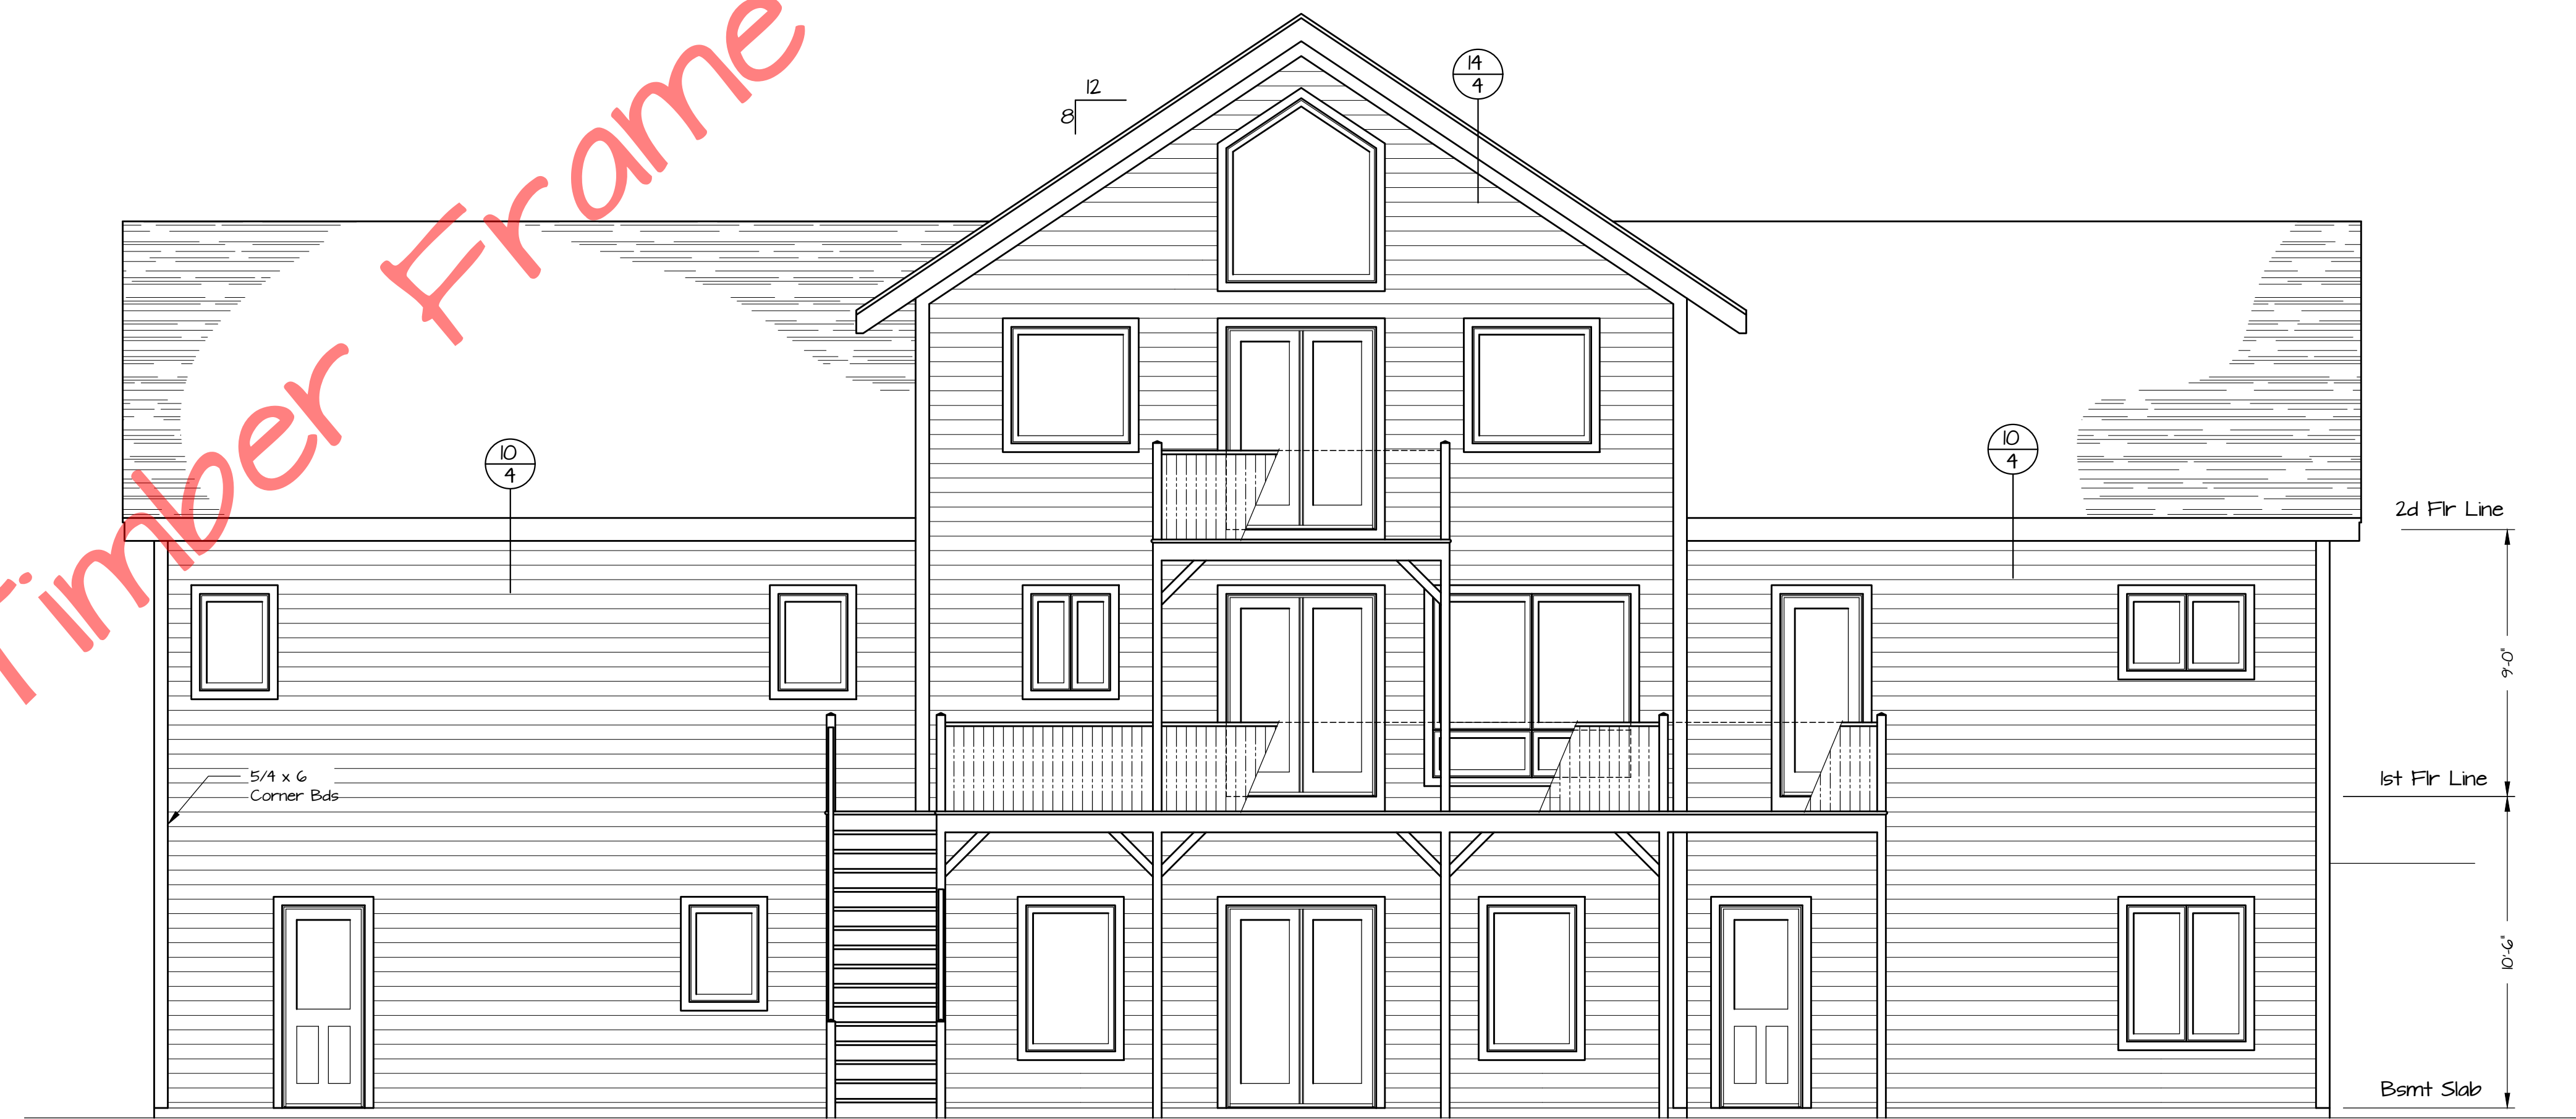 Timber Frame
12
8
14
4
10
4
10
4
2d Flr Line
9'-0"
5/4 x 6
Corner Bds
1st Flr Line
10'-6"
Bsmt Slab